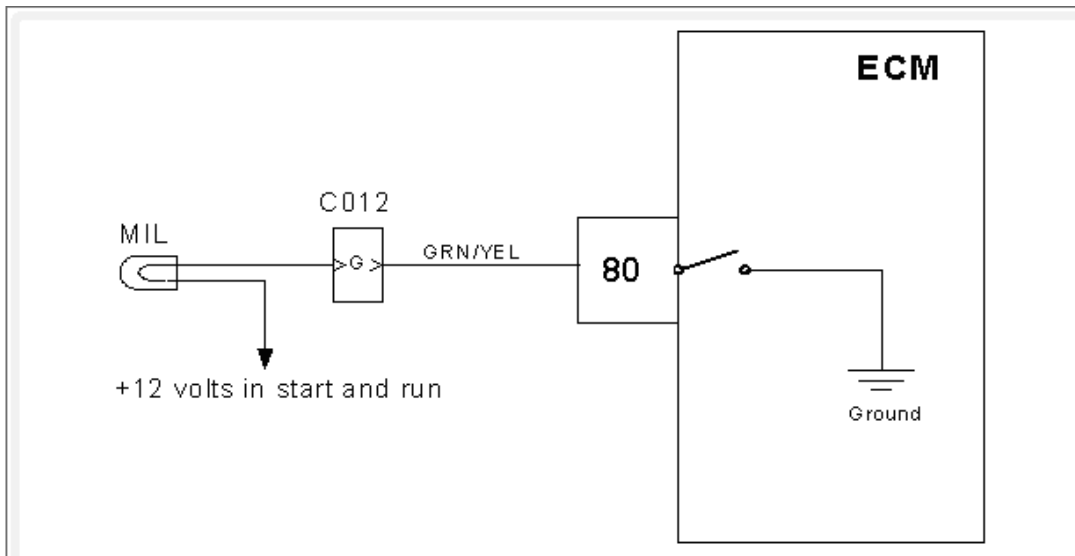 ECM
C012
MIL
G
GRN/YEL
80
+12 volts in start and run
Ground